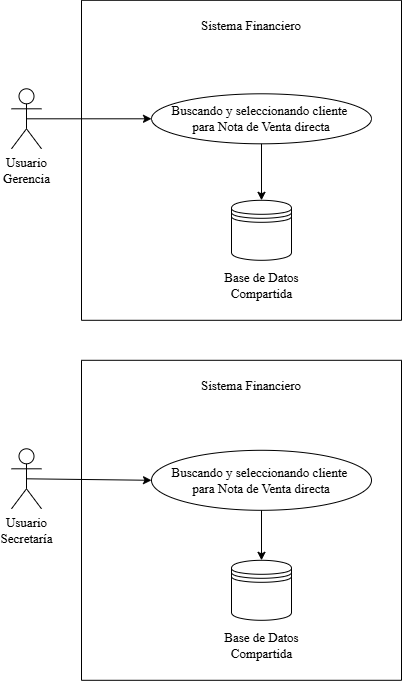 Sistema Financiero
Buscando y seleccionando cliente
para Nota de Venta directa
Usuario
Gerencia
Base de Datos
Compartida
Sistema Financiero
Buscando y seleccionando cliente
para Nota de Venta directa
Usuario
Secretaría
Base de Datos
Compartida